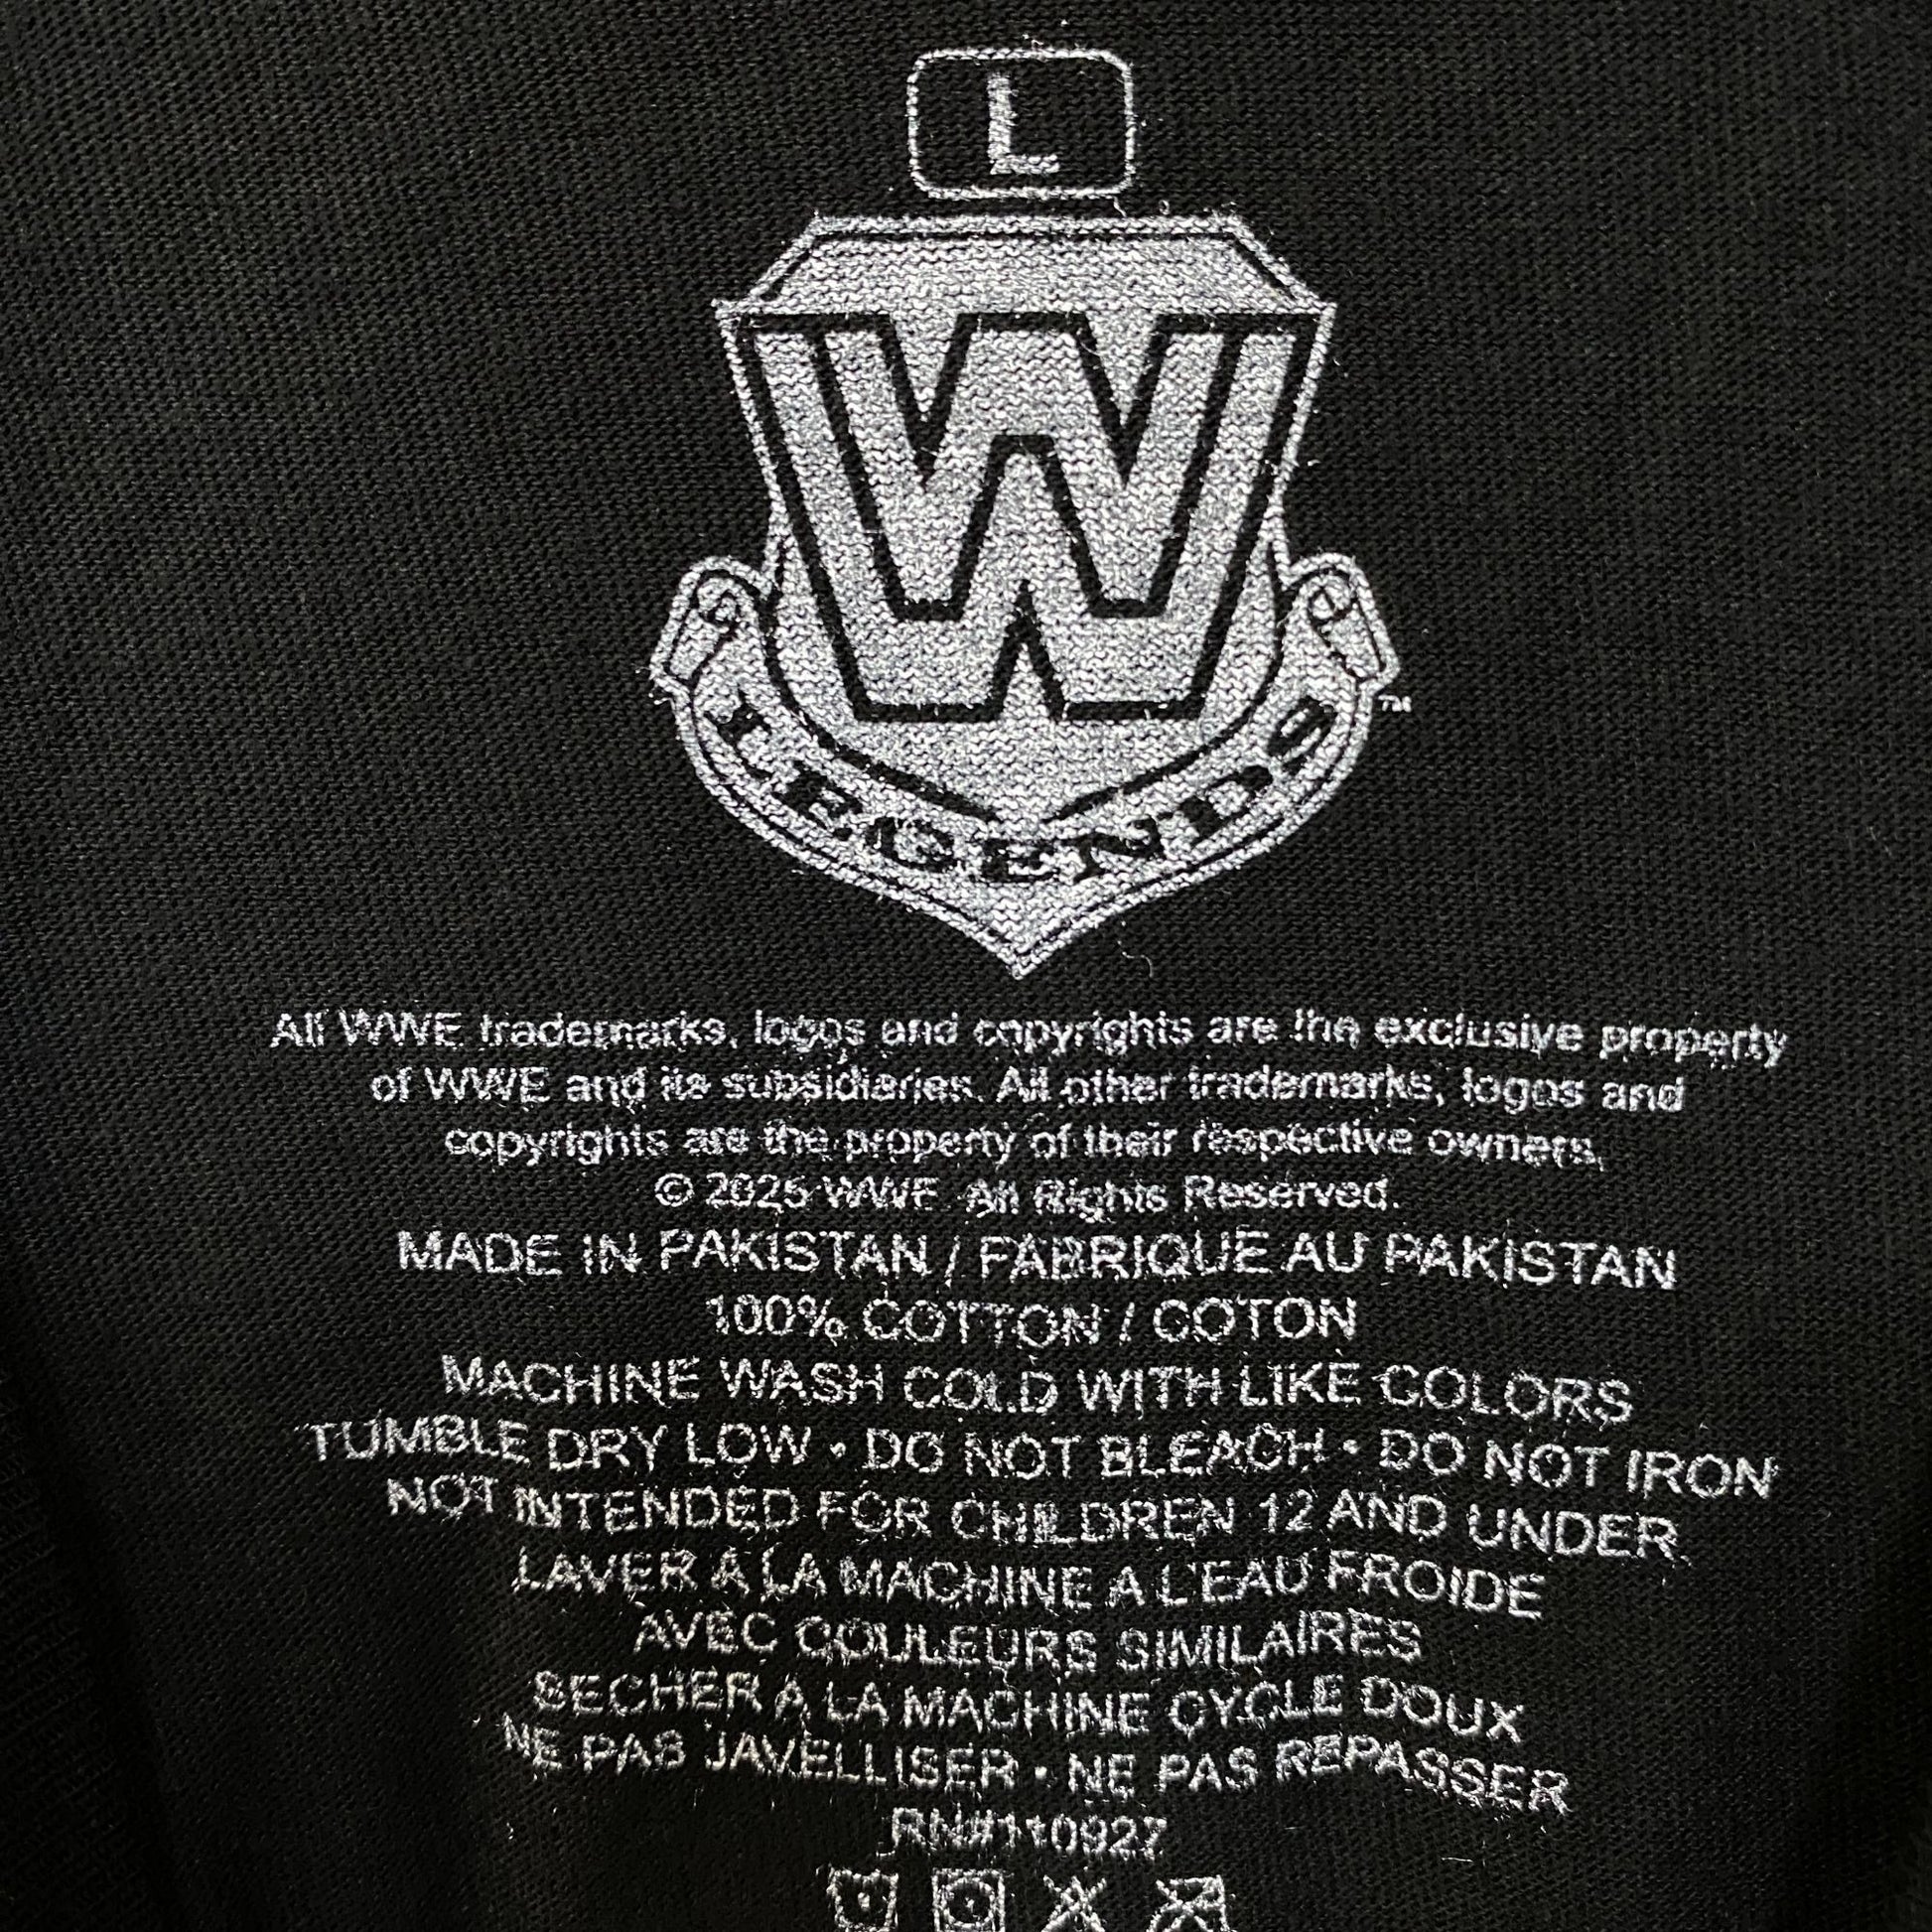 L
W
LEGENDS
TM
All WWE trademarks, logos and copyrights are the exclusive property
of WWE and its subsidiaries. All other trademarks, logos and
copyrights are the property of their respective owners.
© 2025 WWE. All Rights Reserved.
MADE IN PAKISTAN / FABRIQUE AU PAKISTAN
100% COTTON / COTON
MACHINE WASH COLD WITH LIKE COLORS
TUMBLE DRY LOW • DO NOT BLEACH • DO NOT IRON
NOT INTENDED FOR CHILDREN 12 AND UNDER.
LAVER A LA MACHINE A L'EAU FROIDE
AVEC COULEURS SIMILAIRES
SECHER A LA MACHINE CYCLE DOUX
NE PAS JAVELLISER • NE PAS REPASSER
RN#110927